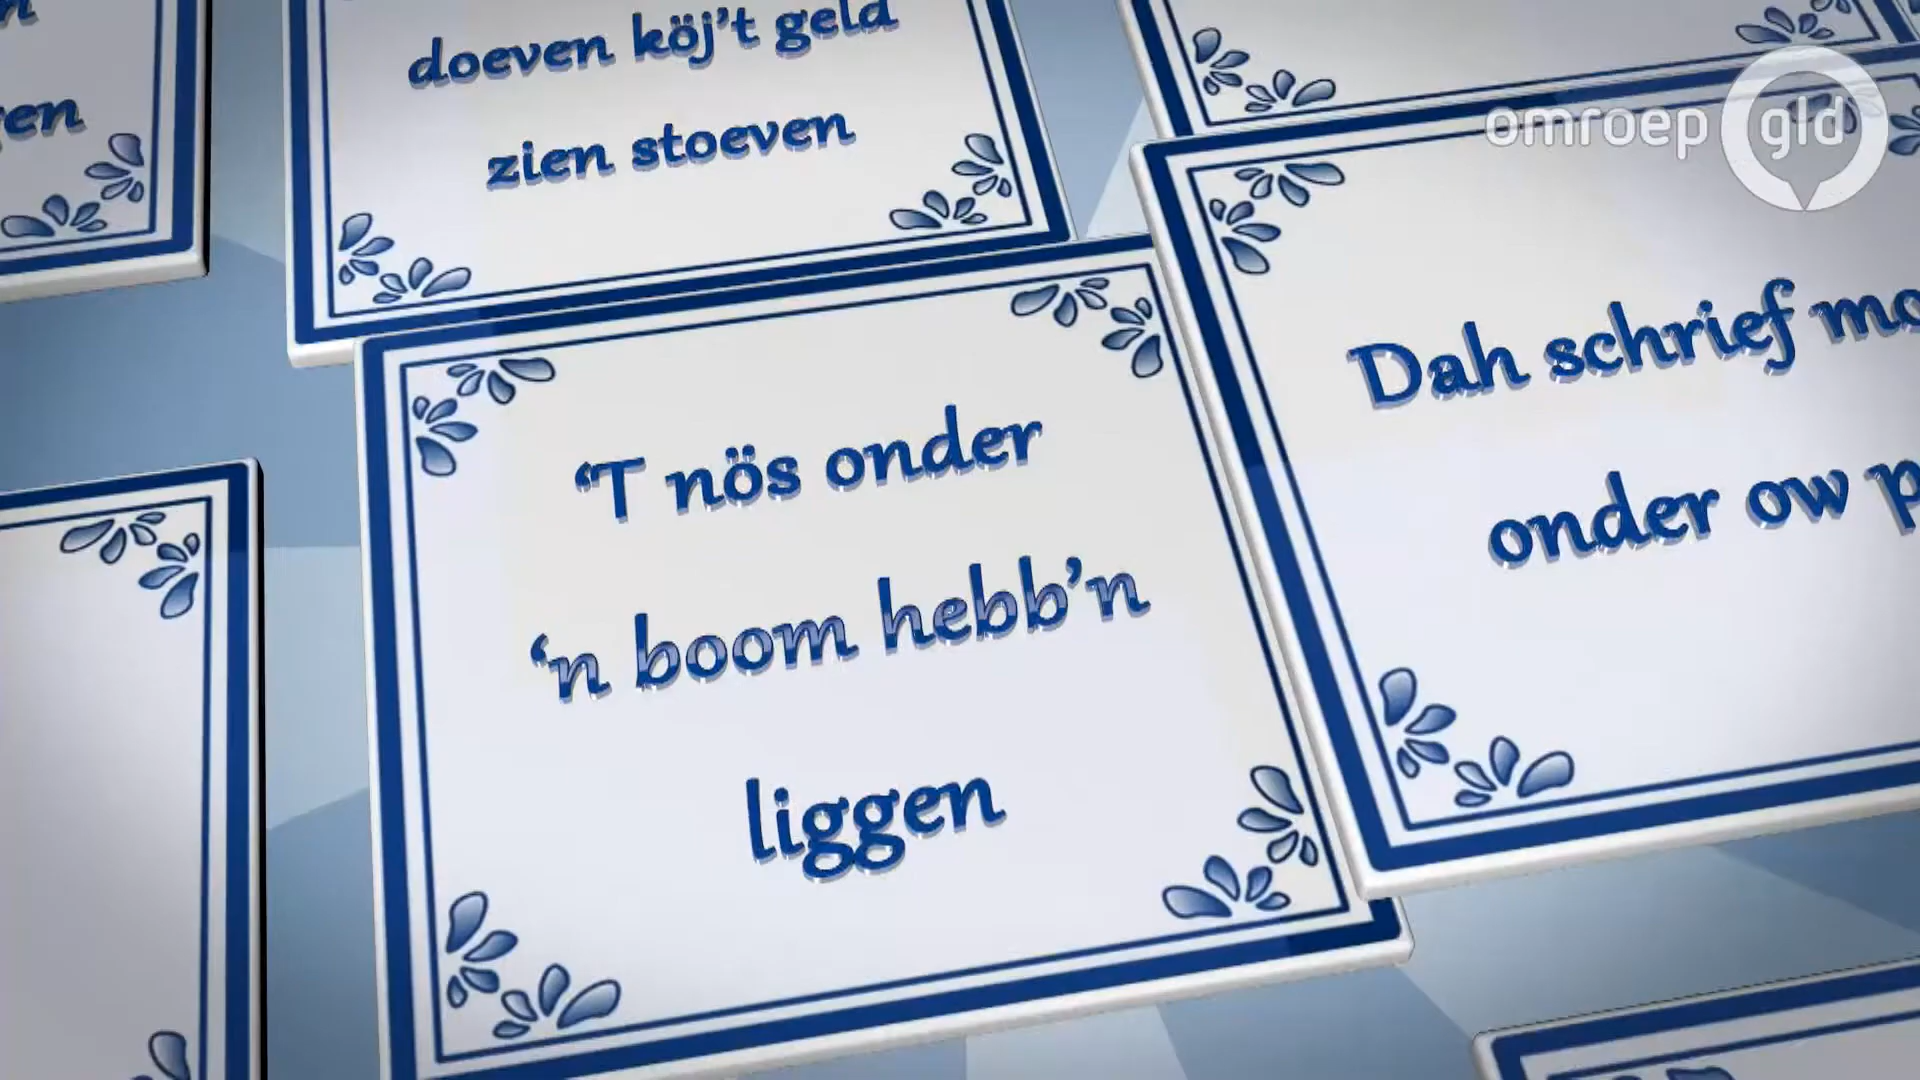 doeven köj't geld
zien stoeven
omroep gld
'T nös onder
'n boom hebb'n
liggen
Dah schrief
onder ow